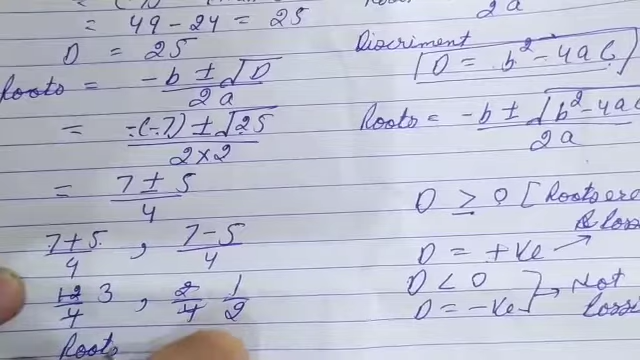 = 49 - 24 = 25
D = 25
Roots = -b ± √D / 2a
= -(-7) ± √25 / 2×2
= 7 ± 5 / 4
7+5 / 4 , 7-5 / 4
12/4 3 , 2/4 1/2
Roots
2a
Discriment
D = b² - 4ac
Roots = -b ± √b² - 4ac / 2a
D ≥ 0 [Roots are
D = +ve →
D < 0
D = -ve → Not